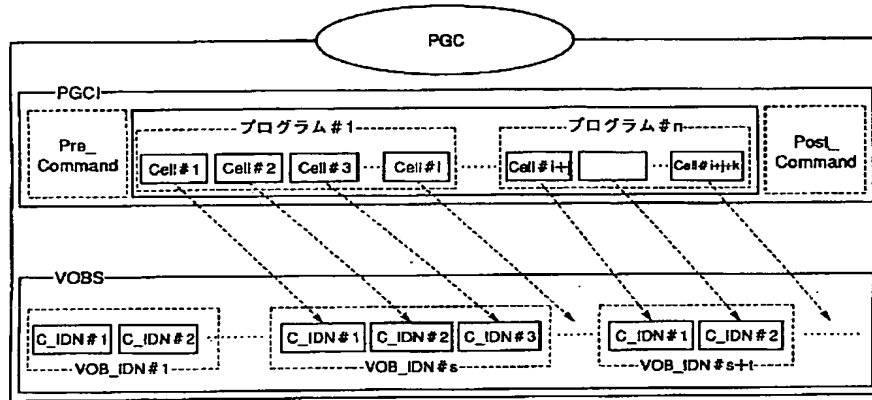 PGC
PGCI
Pre_
Command
プログラム#1
Cell#1
Cell#2
Cell#3
Cell#i
プログラム#n
Cell#i+j
Cell#i+j+k
Post_
Command
VOBS
C_IDN#1
C_IDN#2
VOB_IDN#1
C_IDN#1
C_IDN#2
C_IDN#3
VOB_IDN#s
C_IDN#1
C_IDN#2
VOB_IDN#s+t